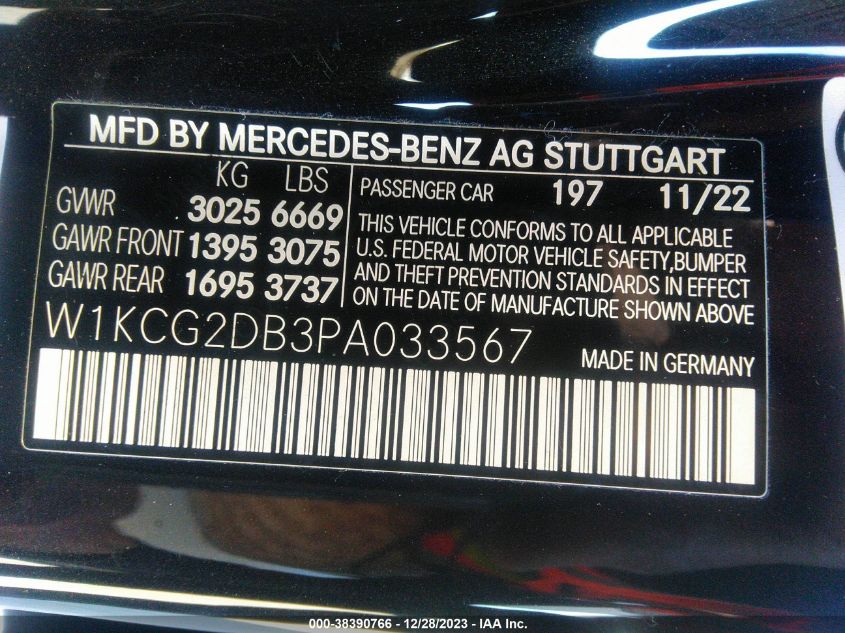 MFD BY MERCEDES-BENZ AG STUTTGART
KG LBS
GVWR 3025 6669
GAWR FRONT 1395 3075
GAWR REAR 1695 3737
PASSENGER CAR 197 11/22
THIS VEHICLE CONFORMS TO ALL APPLICABLE
U.S. FEDERAL MOTOR VEHICLE SAFETY,BUMPER
AND THEFT PREVENTION STANDARDS IN EFFECT
ON THE DATE OF MANUFACTURE SHOWN ABOVE
W1KCG2DB3PA033567
MADE IN GERMANY
000-38390766 - 12/28/2023 - IAA Inc.